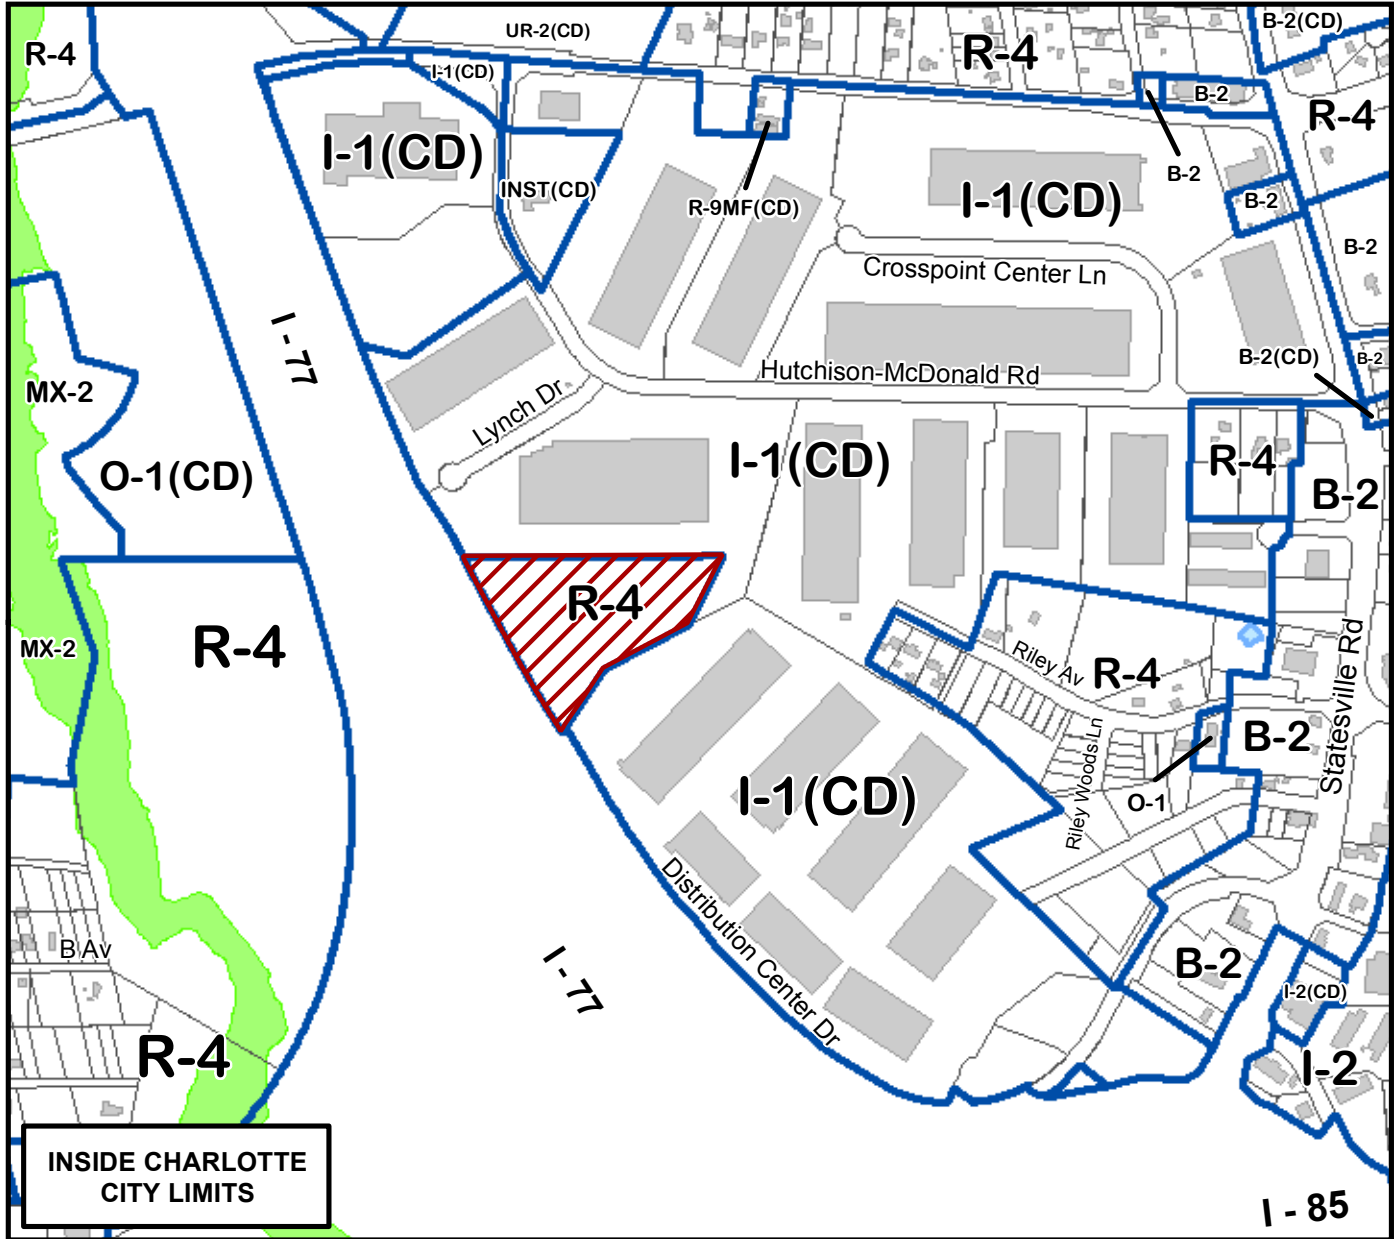 UR-2(CD)
B-2(CD)
R-4
R-4
I-1(CD)
B-2
R-4
I-1(CD)
B-2
INST(CD)
R-9MF(CD)
I-1(CD)
B-2
B-2
Crosspoint Center Ln
I - 77
B-2(CD)
B-2
Hutchison-McDonald Rd
MX-2
Lynch Dr
I-1(CD)
R-4
O-1(CD)
B-2
R-4
R-4
MX-2
Riley Av
R-4
Statesville Rd
B-2
Riley Woods Ln
I-1(CD)
O-1
Distribution Center Dr
B Av
I - 77
B-2
I-2(CD)
R-4
I-2
INSIDE CHARLOTTE
CITY LIMITS
I - 85